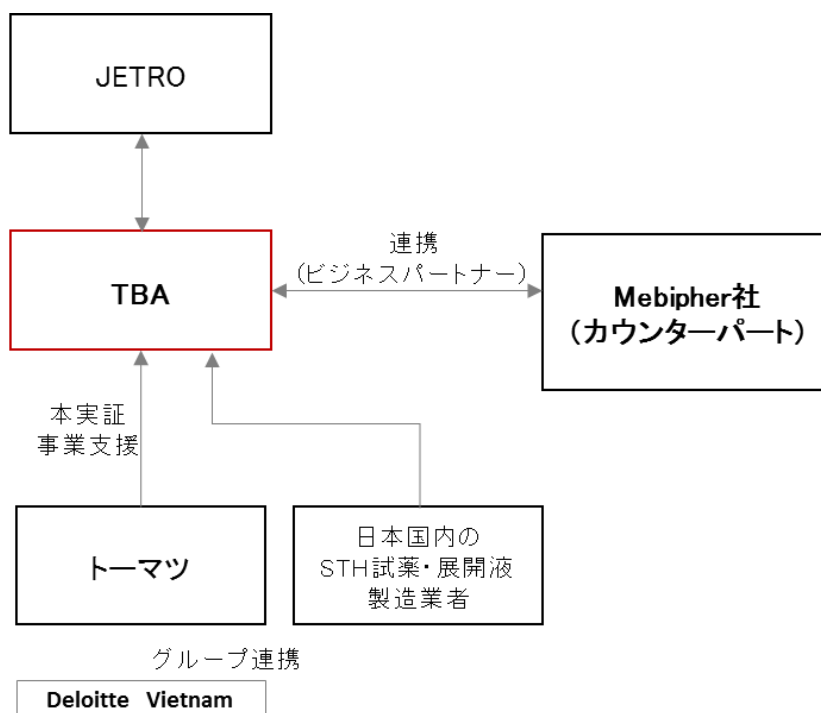 JETRO
TBA
連携
(ビジネスパートナー)
Mebipher社
（カウンターパート）
本実証
事業支援
トーマツ
日本国内の
STH試薬・展開液
製造業者
グループ連携
Deloitte Vietnam